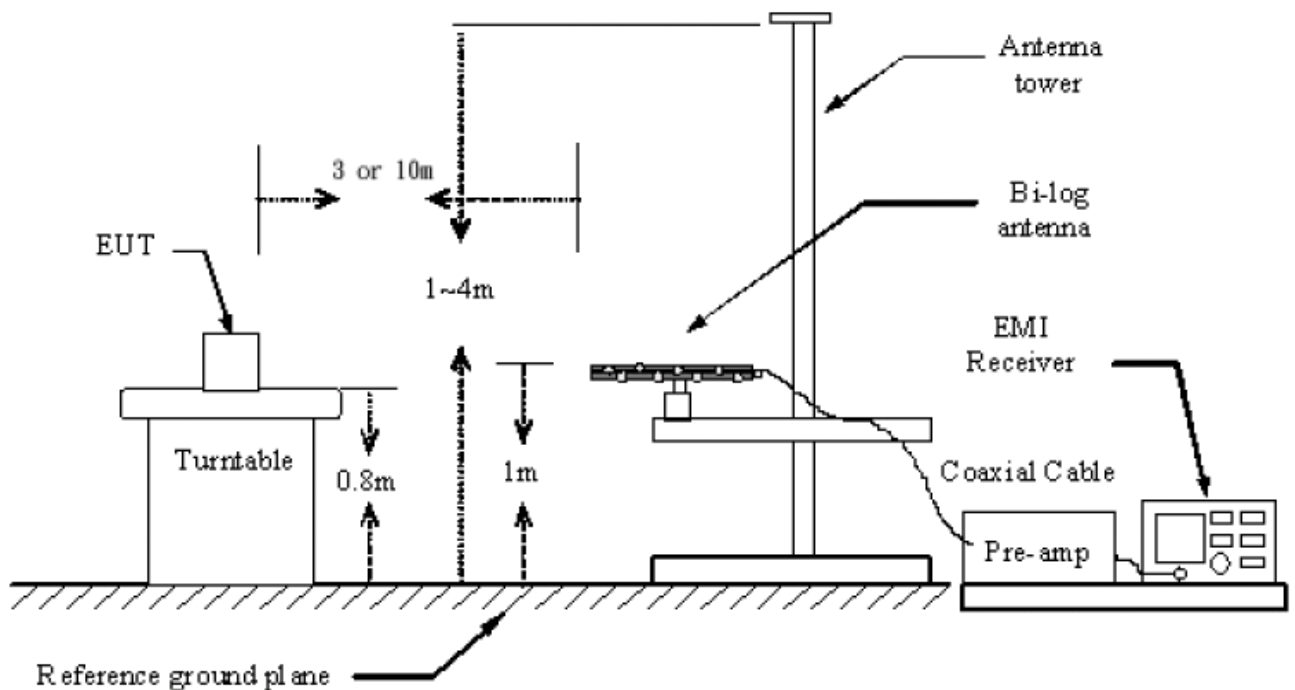 Antenna
tower
3 or 10m
Bi-log
antenna
EUT
1~4m
EMI
Receiver
Turntable
0.8m
1m
Coaxial Cable
Pre-amp
Reference ground plane